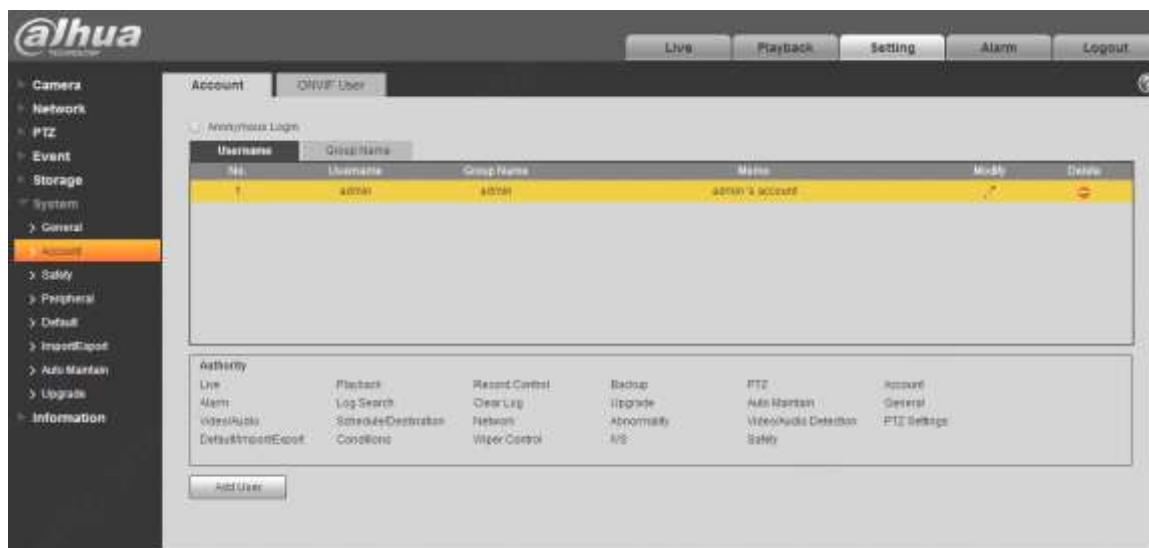 alhua
TECHNOLOGY
Live Playback Setting Alarm Logout
Camera
Network
PTZ
Event
Storage
System
General
Account
Safety
Peripheral
Default
Import/Export
Auto Maintain
Upgrade
Information
Account ONVIF User
Anonymous Login
Username Group Name
No. Username Group Name Memo Modify Delete
1 admin admin admin 's account
Authority
Live Playback Record Control Backup PTZ Account
Alarm Log Search Clear Log Upgrade Auto Maintain General
Video/Audio Schedule/Destination Network Abnormality Video/Audio Detection PTZ Settings
Default/Import/Export Conditions Wiper Control IVS Safety
Add User